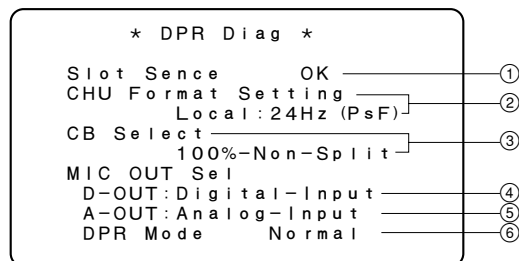 * DPR Diag *
Slot Sence OK ①
CHU Format Setting
Local:24Hz (PsF) ②
CB Select
100%-Non-Split ③
MIC OUT Sel
D-OUT:Digital-Input ④
A-OUT:Analog-Input ⑤
DPR Mode Normal ⑥